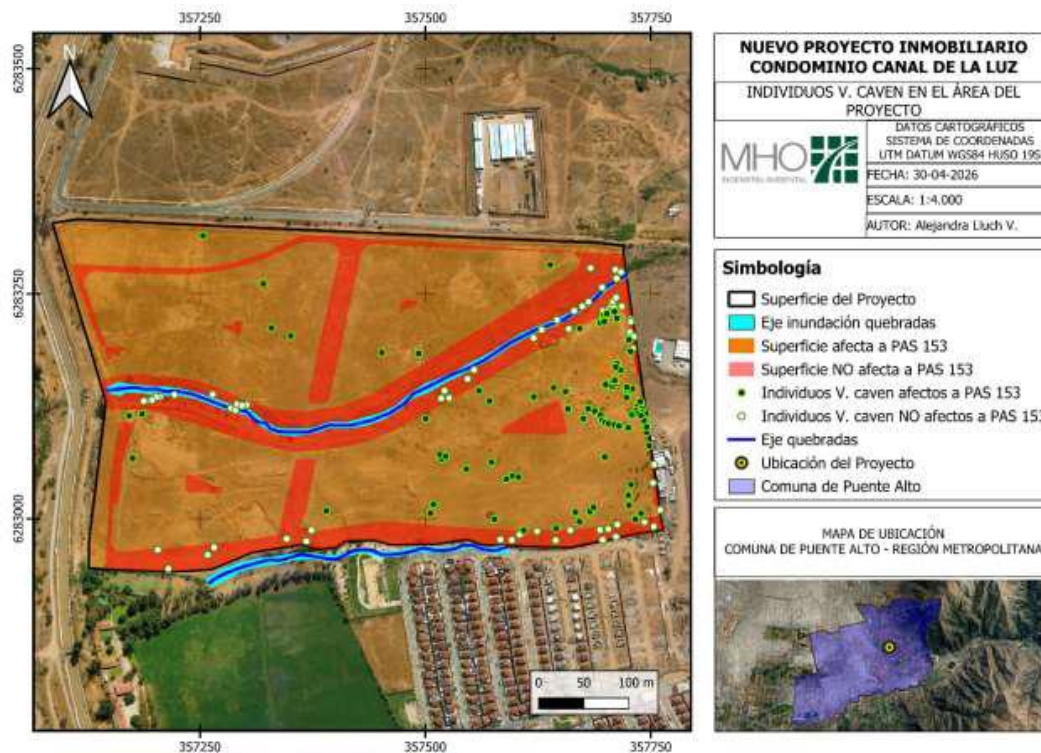 357250 357500 357750
6283500
6283250
6283000
N
0 50 100 m
357250 357500 357750
NUEVO PROYECTO INMOBILIARIO
CONDOMINIO CANAL DE LA LUZ
INDIVIDUOS V. CAVEN EN EL ÁREA DEL
PROYECTO
MHO
INGENIERÍA AMBIENTAL
DATOS CARTOGRÁFICOS
SISTEMA DE COORDENADAS
UTM DATUM WGS84 HUSO 19S
FECHA: 30-04-2026
ESCALA: 1:4.000
AUTOR: Alejandra Lluch V.
Simbología
Superficie del Proyecto
Eje inundación quebradas
Superficie afecta a PAS 153
Superficie NO afecta a PAS 153
Individuos V. caven afectos a PAS 153
Individuos V. caven NO afectos a PAS 153
Eje quebradas
Ubicación del Proyecto
Comuna de Puente Alto
MAPA DE UBICACIÓN
COMUNA DE PUENTE ALTO - REGIÓN METROPOLITANA